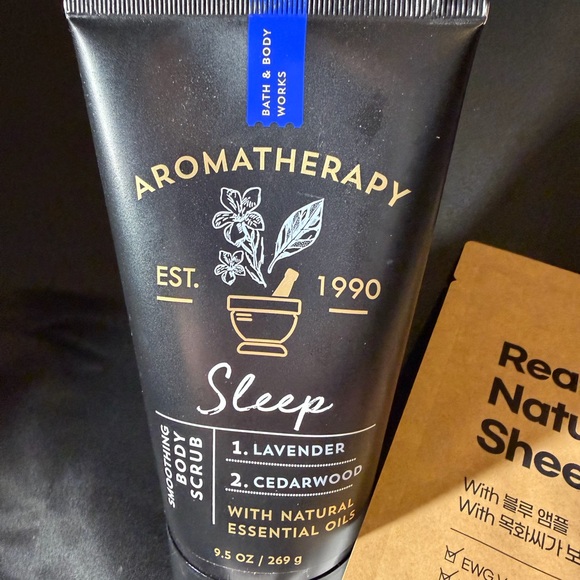 BATH & BODY
WORKS
AROMATHERAPY
EST. 1990
Sleep
SMOOTHING
BODY
SCRUB
1. LAVENDER
2. CEDARWOOD
WITH NATURAL
ESSENTIAL OILS
9.5 OZ / 269 g
Rea
Natu
Shee
With 블루 앰플
With 목화씨가 보
EWG